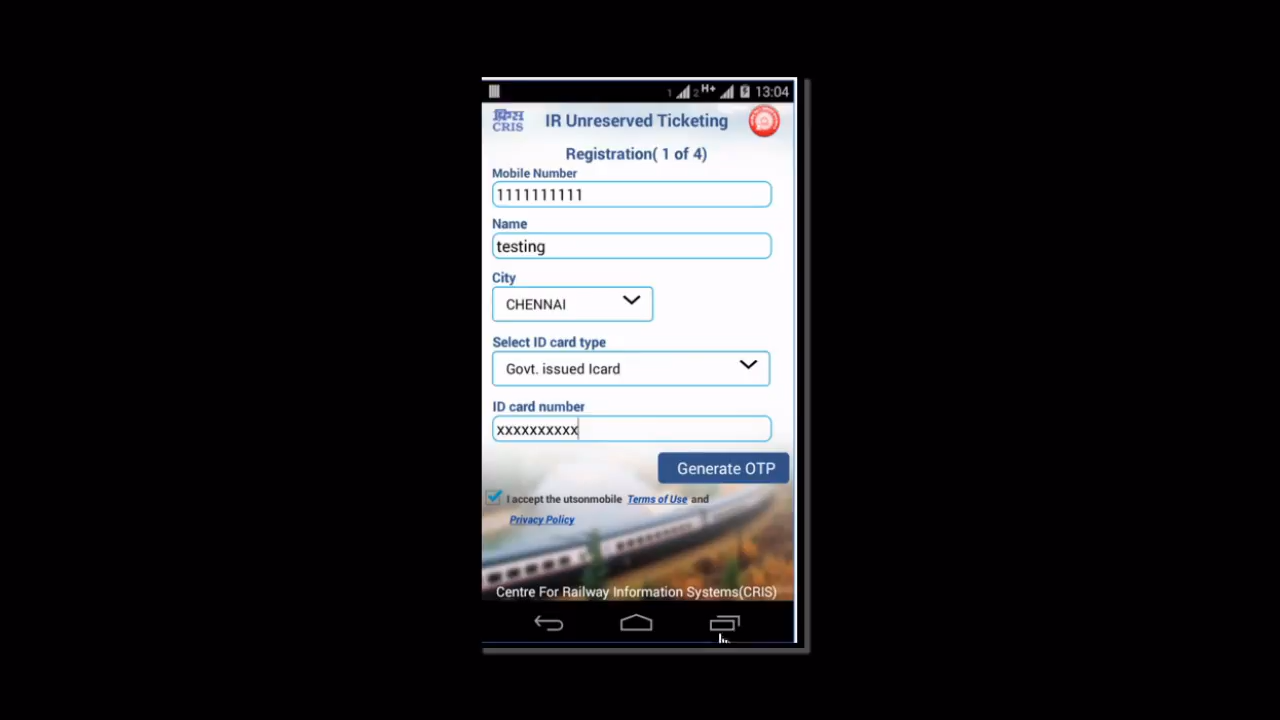 1 2 H+ 13:04
क्रिस
CRIS
IR Unreserved Ticketing
Registration( 1 of 4)
Mobile Number
1111111111
Name
testing
City
CHENNAI
Select ID card type
Govt. issued Icard
ID card number
xxxxxxxxxx
Generate OTP
I accept the utsonmobile Terms of Use and
Privacy Policy
Centre For Railway Information Systems(CRIS)